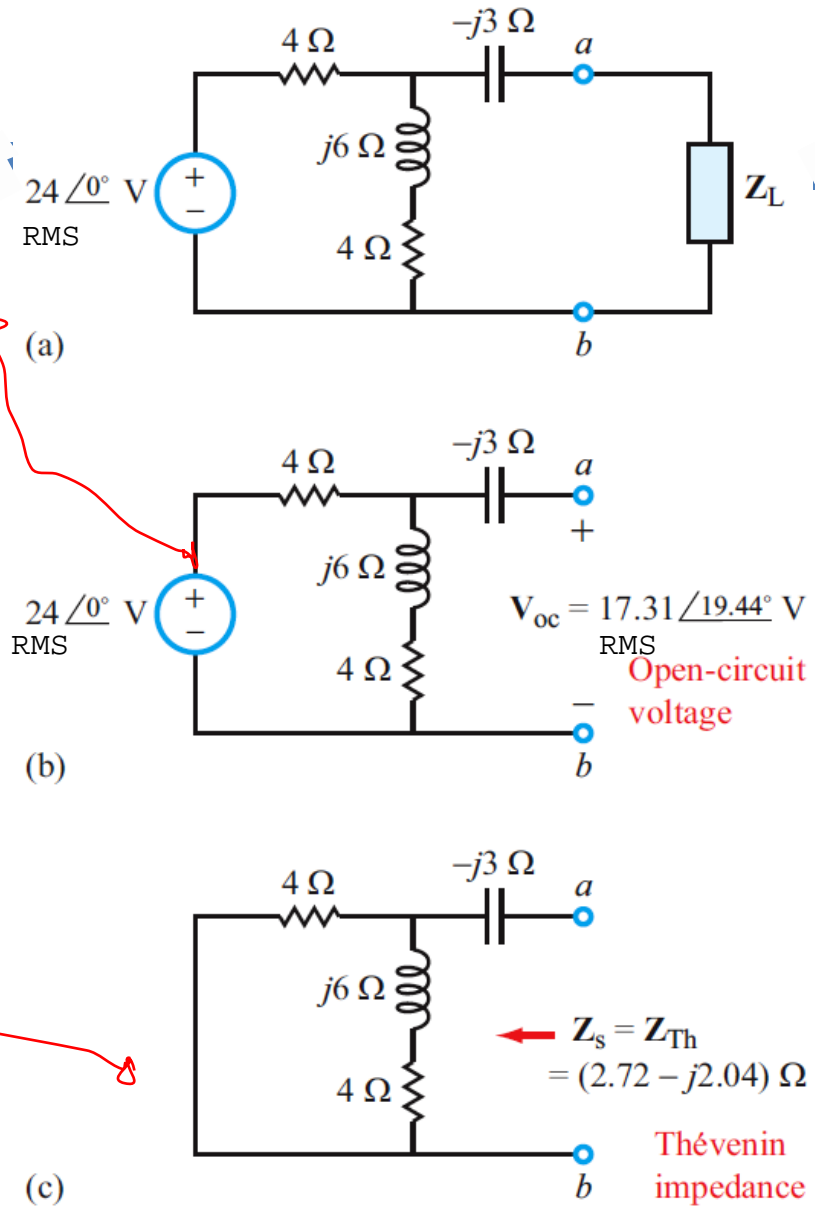 −j3 Ω
4 Ω
a
j6 Ω
24 /0° V
+
−
Z_L
RMS
4 Ω
(a)
b
−j3 Ω
4 Ω
a
+
j6 Ω
24 /0° V
+
−
V_oc = 17.31 /19.44° V
RMS
RMS
4 Ω
Open-circuit
voltage
−
(b)
b
−j3 Ω
4 Ω
a
j6 Ω
Z_s = Z_Th
= (2.72 − j2.04) Ω
4 Ω
Thévenin
impedance
(c)
b